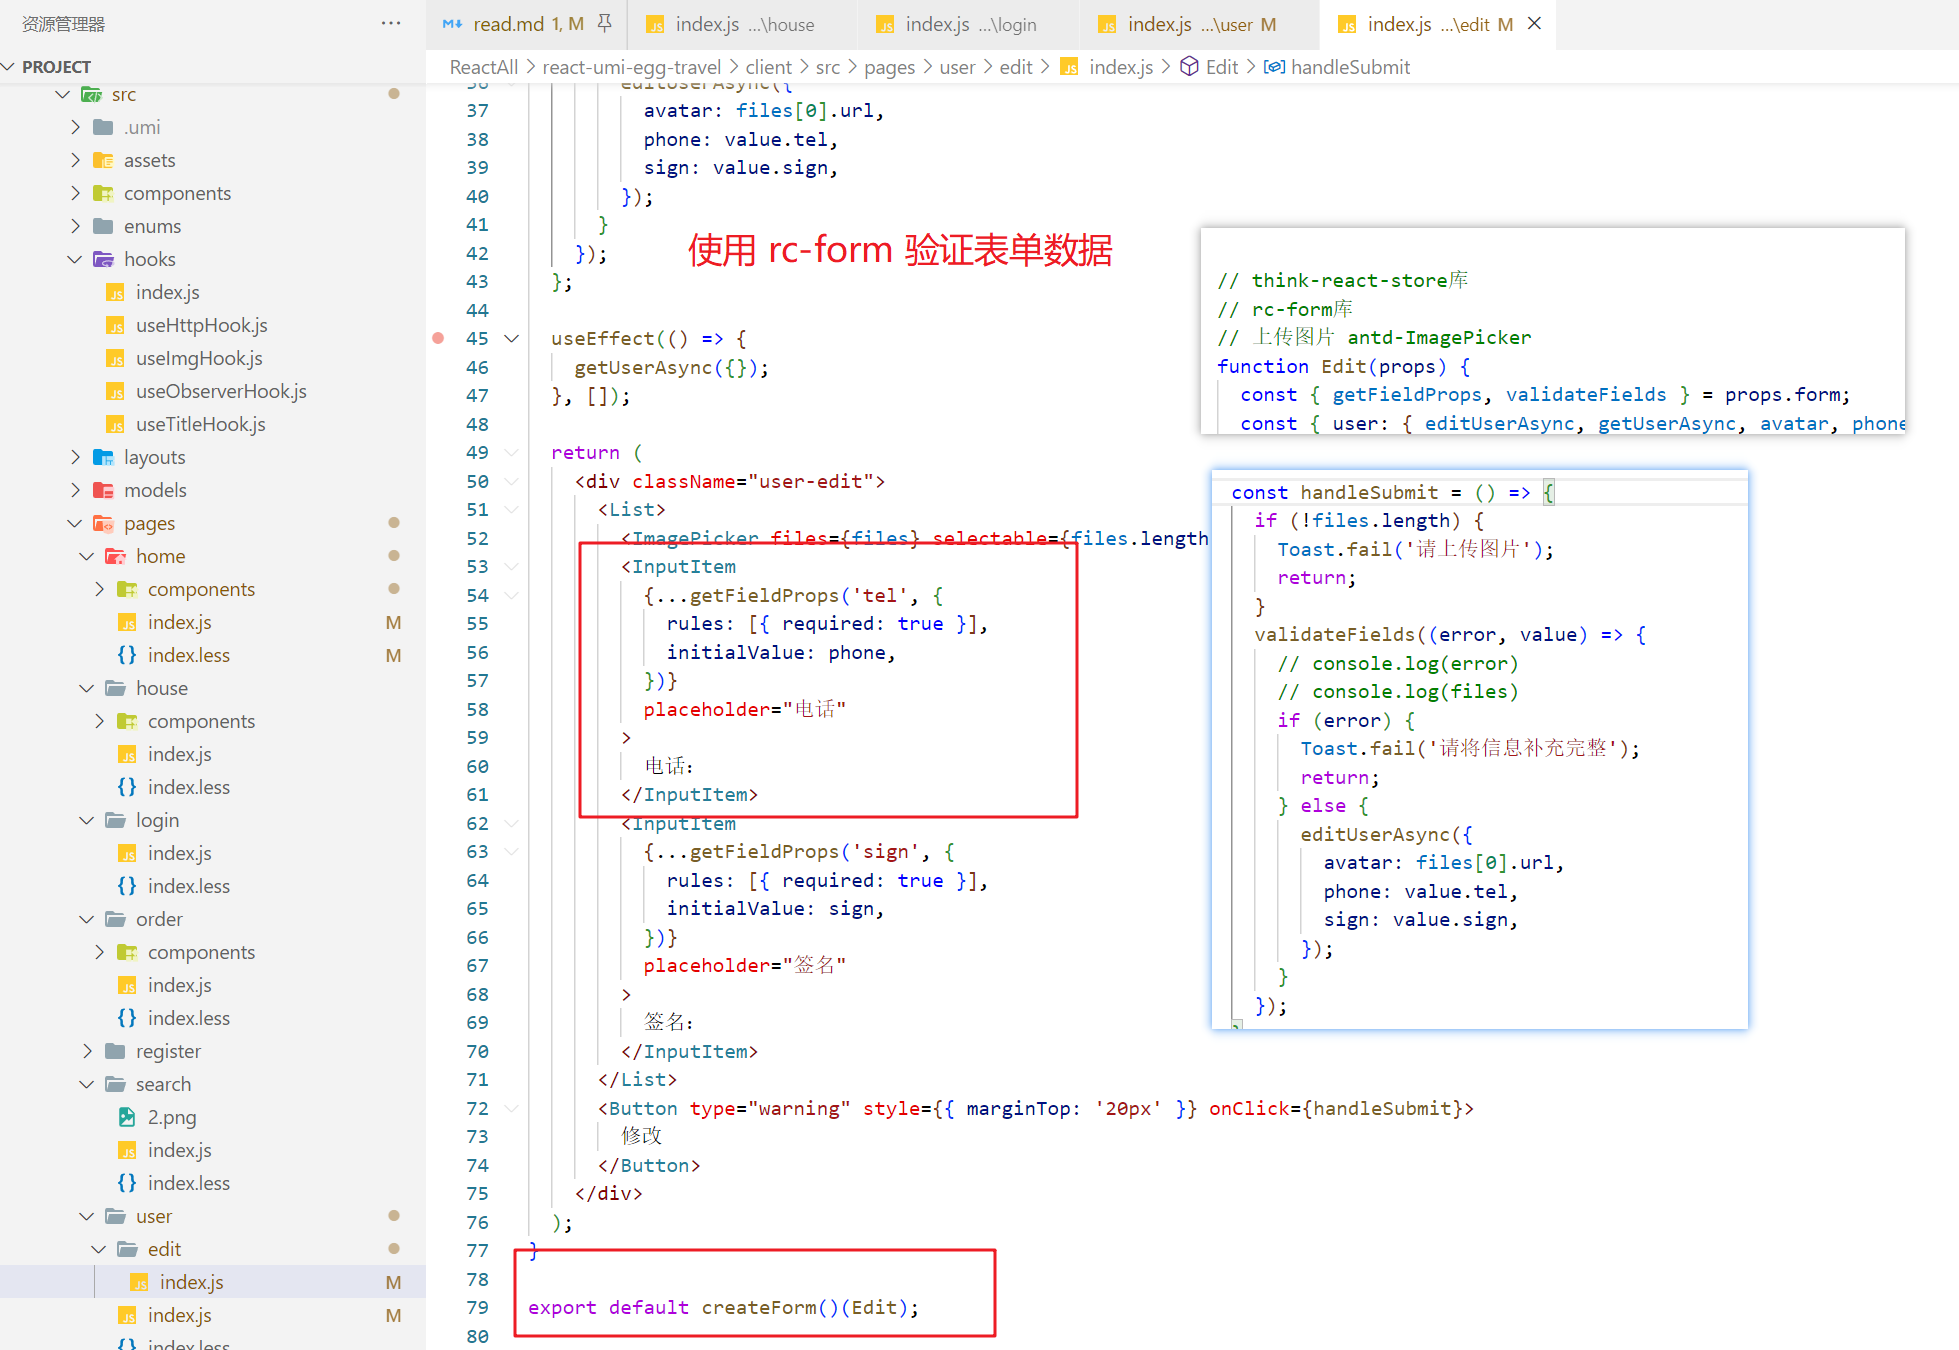 资源管理器
PROJECT
src
.umi
assets
components
enums
hooks
index.js
useHttpHook.js
useImgHook.js
useObserverHook.js
useTitleHook.js
layouts
models
pages
home
components
index.js M
index.less M
house
components
index.js
index.less
login
index.js
index.less
order
components
index.js
index.less
register
search
2.png
index.js
index.less
user
edit
index.js M
index.js M
index.less
read.md 1, M
index.js ...\house
index.js ...\login
index.js ...\user M
index.js ...\edit M
ReactAll > react-umi-egg-travel > client > src > pages > user > edit > index.js > Edit > handleSubmit
36 editUserAsync({
37 avatar: files[0].url,
38 phone: value.tel,
39 sign: value.sign,
40 });
41 }
42 });
43 };
44
45 useEffect(() => {
46 getUserAsync({});
47 }, []);
48
49 return (
50 <div className="user-edit">
51 <List>
52 <ImagePicker files={files} selectable={files.length
53 <InputItem
54 {...getFieldProps('tel', {
55 rules: [{ required: true }],
56 initialValue: phone,
57 })}
58 placeholder="电话"
59 >
60 电话:
61 </InputItem>
62 <InputItem
63 {...getFieldProps('sign', {
64 rules: [{ required: true }],
65 initialValue: sign,
66 })}
67 placeholder="签名"
68 >
69 签名:
70 </InputItem>
71 </List>
72 <Button type="warning" style={{ marginTop: '20px' }} onClick={handleSubmit}>
73 修改
74 </Button>
75 </div>
76 );
77 }
78
79 export default createForm()(Edit);
80
使用 rc-form 验证表单数据
// think-react-store库
// rc-form库
// 上传图片 antd-ImagePicker
function Edit(props) {
const { getFieldProps, validateFields } = props.form;
const { user: { editUserAsync, getUserAsync, avatar, phone
const handleSubmit = () => {
if (!files.length) {
Toast.fail('请上传图片');
return;
}
validateFields((error, value) => {
// console.log(error)
// console.log(files)
if (error) {
Toast.fail('请将信息补充完整');
return;
} else {
editUserAsync({
avatar: files[0].url,
phone: value.tel,
sign: value.sign,
});
}
});
}